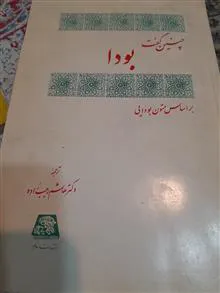 چنین گفت
بودا
بر اساس متون بودایی
ترجمه
دکتر هاشم رجب زاده